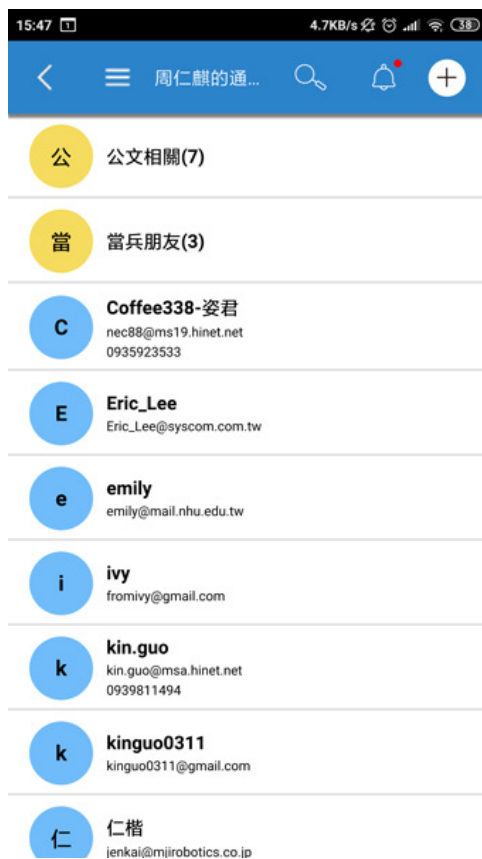 15:47 1 4.7KB/s 38
周仁麒的通...
公 公文相關(7)
當 當兵朋友(3)
C Coffee338-姿君
nec88@ms19.hinet.net
0935923533
E Eric_Lee
Eric_Lee@syscom.com.tw
e emily
emily@mail.nhu.edu.tw
i ivy
fromivy@gmail.com
k kin.guo
kin.guo@msa.hinet.net
0939811494
k kinguo0311
kinguo0311@gmail.com
仁 仁楷
jenkai@mjirobotics.co.jp